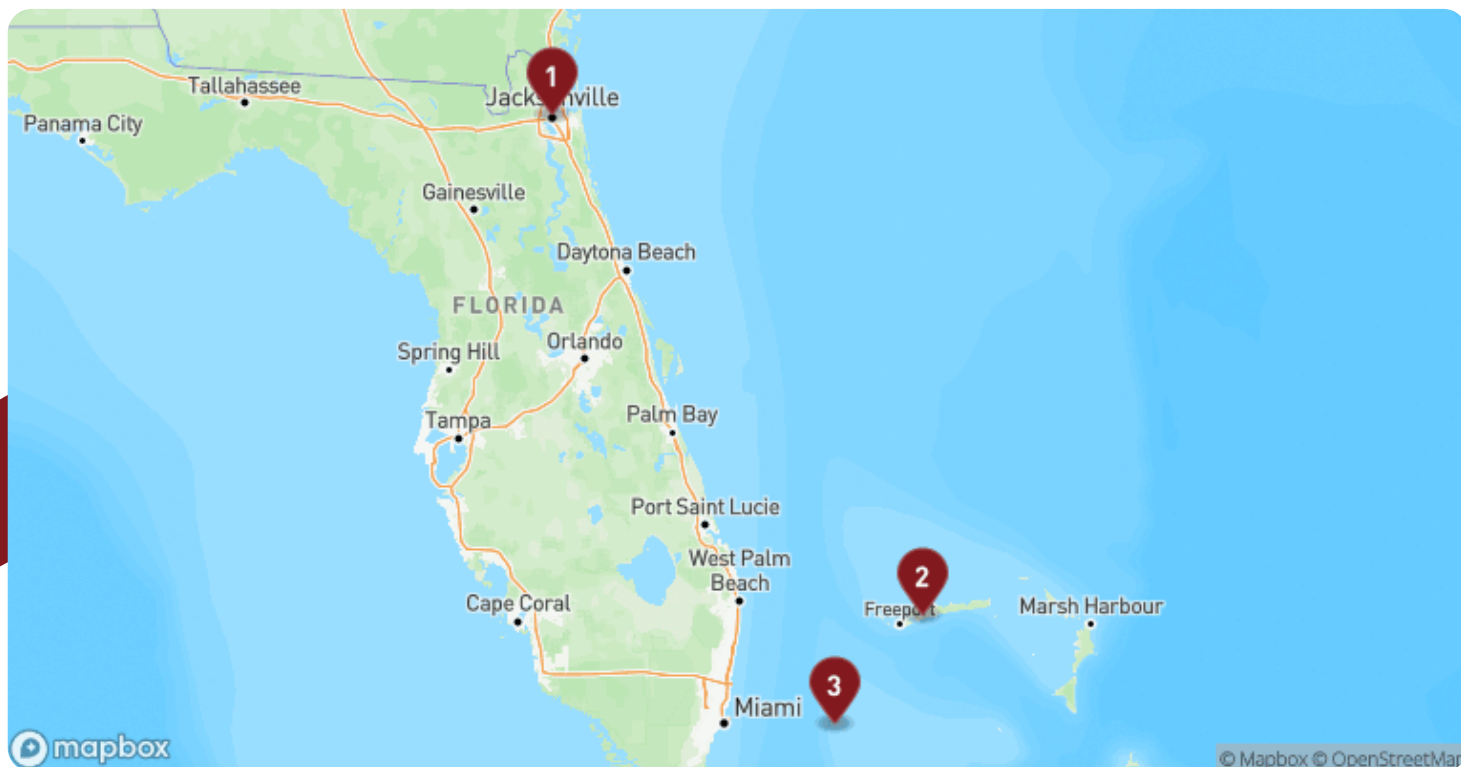 1
Jacksonville
Tallahassee
Panama City
Gainesville
Daytona Beach
FLORIDA
Orlando
Spring Hill
Tampa
Palm Bay
Port Saint Lucie
West Palm
Beach
2
Cape Coral
Freeport
Marsh Harbour
3
Miami
mapbox
© Mapbox © OpenStreetMap